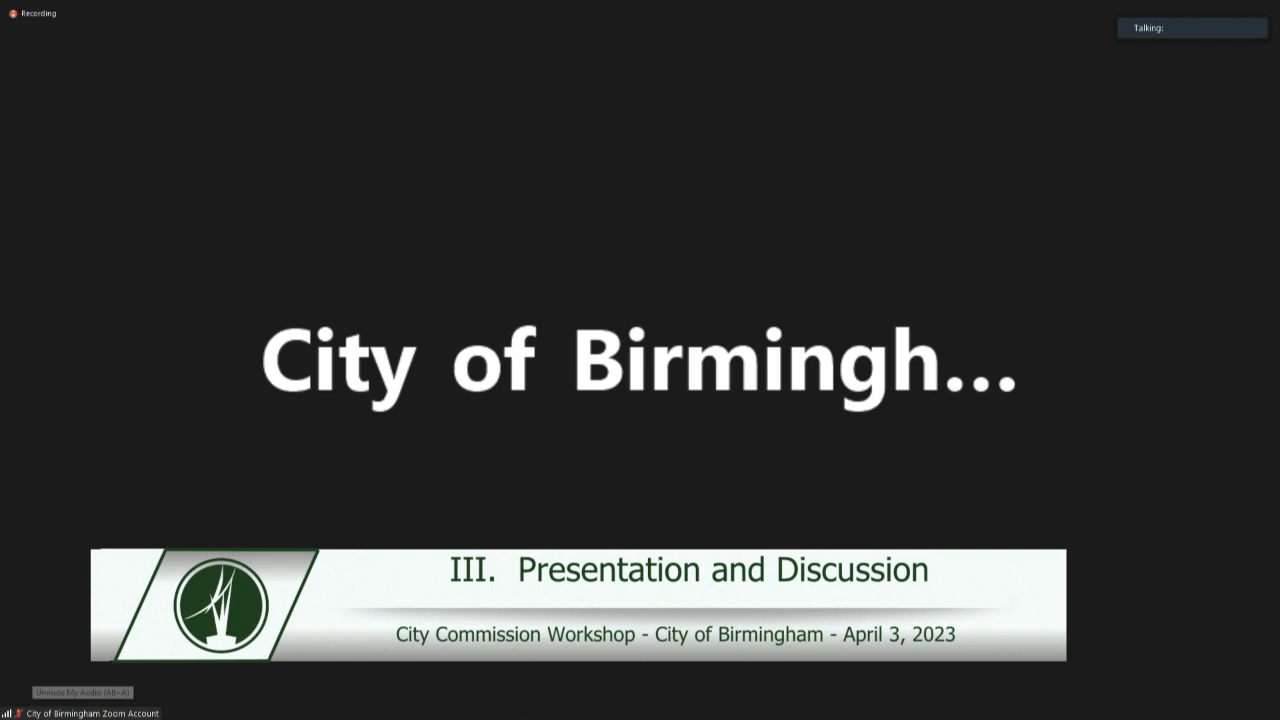 Recording
Talking:
City of Birmingh...
III. Presentation and Discussion
City Commission Workshop - City of Birmingham - April 3, 2023
Unmute My Audio (Alt+A)
City of Birmingham Zoom Account